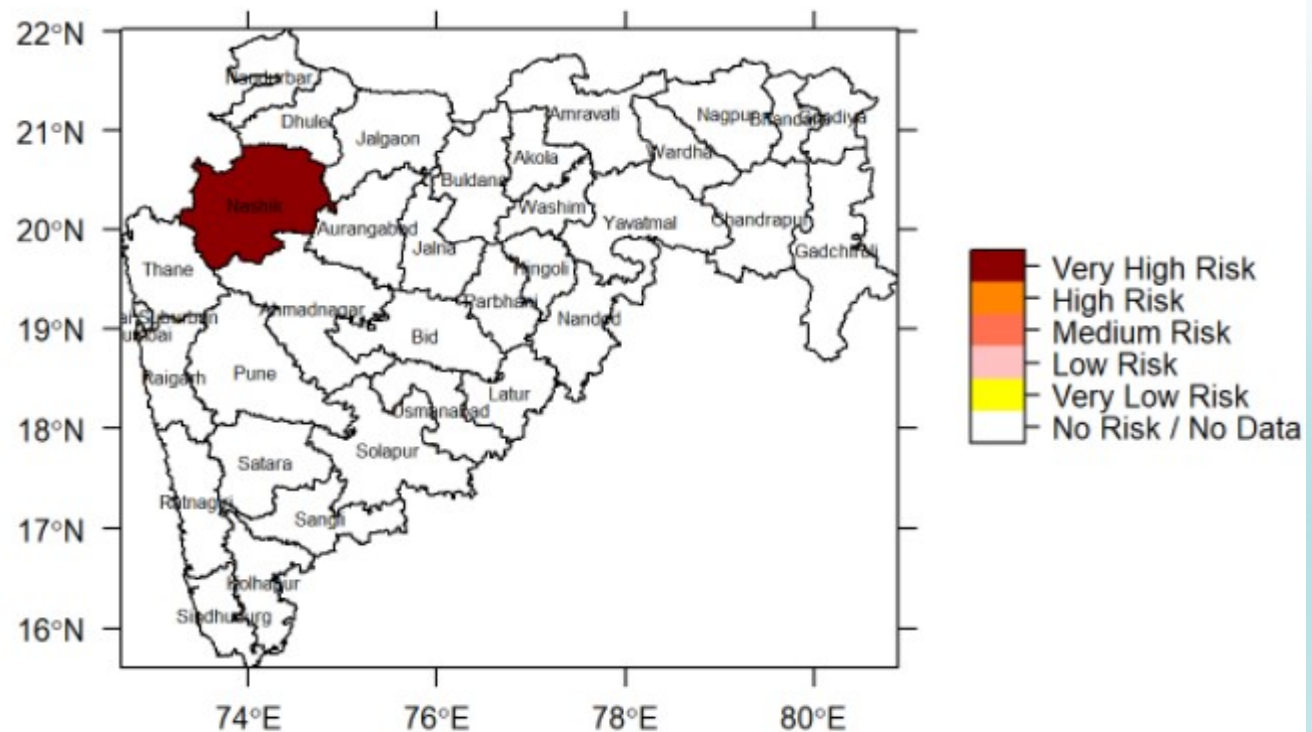 22°N
21°N
20°N
19°N
18°N
17°N
16°N
74°E
76°E
78°E
80°E
Nandurbar
Dhule
Jalgaon
Amravati
Nagpur
Bhandara
Gondiya
Akola
Wardha
Buldana
Nashik
Washim
Yavatmal
Chandrapur
Aurangabad
Jalna
Gadchiroli
Thane
Hingoli
Parbhani
Ahmadnagar
Nanded
Suburban
Bid
Raigarh
Pune
Latur
Usmanabad
Solapur
Satara
Ratnagiri
Sangli
Kolhapur
Sindhudurg
Very High Risk
High Risk
Medium Risk
Low Risk
Very Low Risk
No Risk / No Data